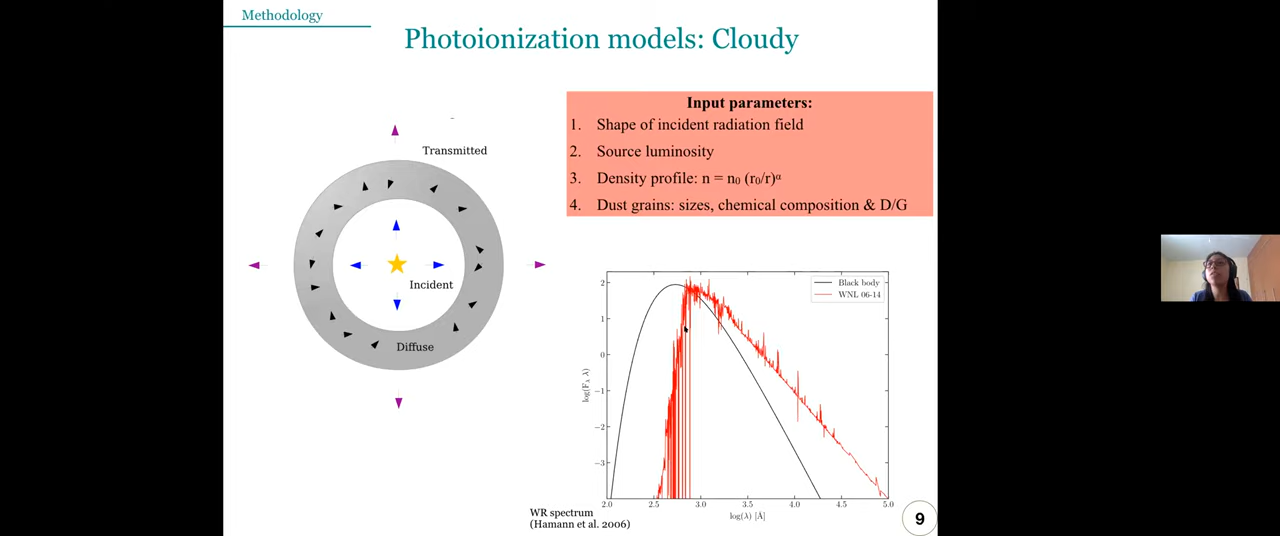 Methodology
Photoionization models: Cloudy
Input parameters:
1. Shape of incident radiation field
2. Source luminosity
3. Density profile: n = n₀ (r₀/r)ᵅ
4. Dust grains: sizes, chemical composition & D/G
Transmitted
Incident
Diffuse
Black body
WNL 06-14
2
1
0
−1
−2
−3
log(F_λ λ)
2.0 2.5 3.0 3.5 4.0 4.5 5.0
log(λ) [Å]
WR spectrum
(Hamann et al. 2006)
9